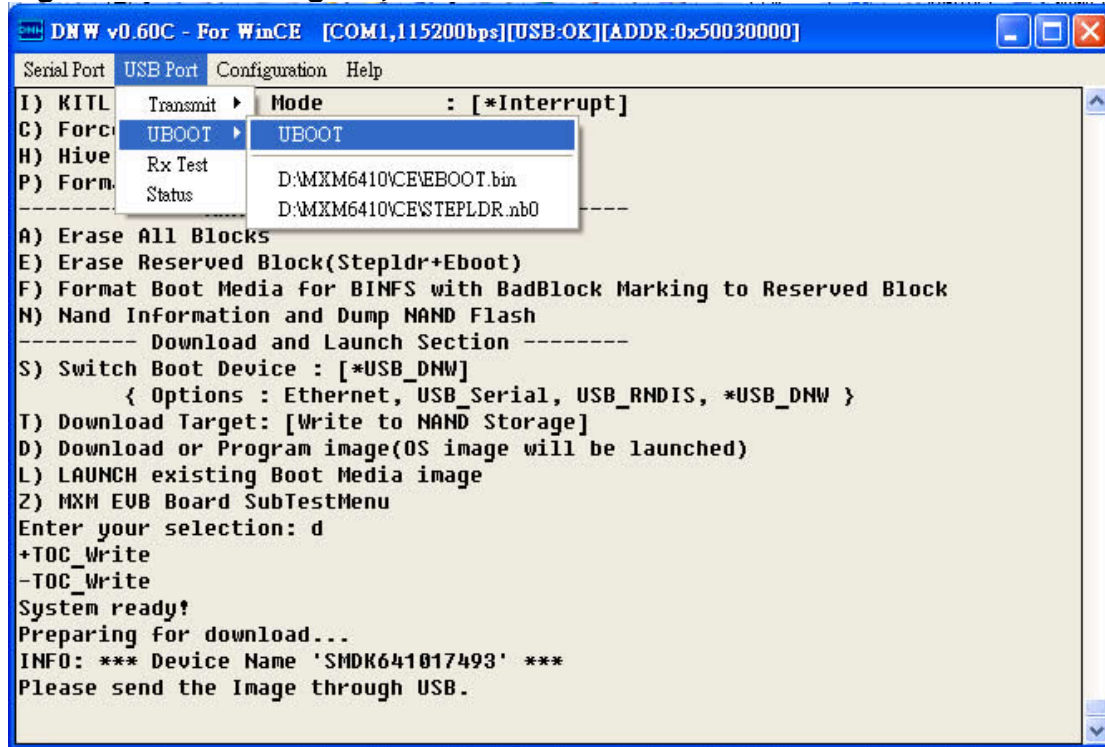 DNW v0.60C - For WinCE [COM1,115200bps][USB:OK][ADDR:0x50030000]
Serial Port USB Port Configuration Help
I) KITL Mode : [*Interrupt]
C) Forc
H) Hive
P) Form
Transmit
UBOOT
Rx Test
Status
UBOOT
D:\MXM6410\CE\EBOOT.bin
D:\MXM6410\CE\STEPLDR.nb0
A) Erase All Blocks
E) Erase Reserved Block(Stepldr+Eboot)
F) Format Boot Media for BINFS with BadBlock Marking to Reserved Block
N) Nand Information and Dump NAND Flash
--------- Download and Launch Section --------
S) Switch Boot Device : [*USB_DNW]
{ Options : Ethernet, USB_Serial, USB_RNDIS, *USB_DNW }
T) Download Target: [Write to NAND Storage]
D) Download or Program image(OS image will be launched)
L) LAUNCH existing Boot Media image
Z) MXM EVB Board SubTestMenu
Enter your selection: d
+TOC_Write
-TOC_Write
System ready!
Preparing for download...
INFO: *** Device Name 'SMDK641017493' ***
Please send the Image through USB.